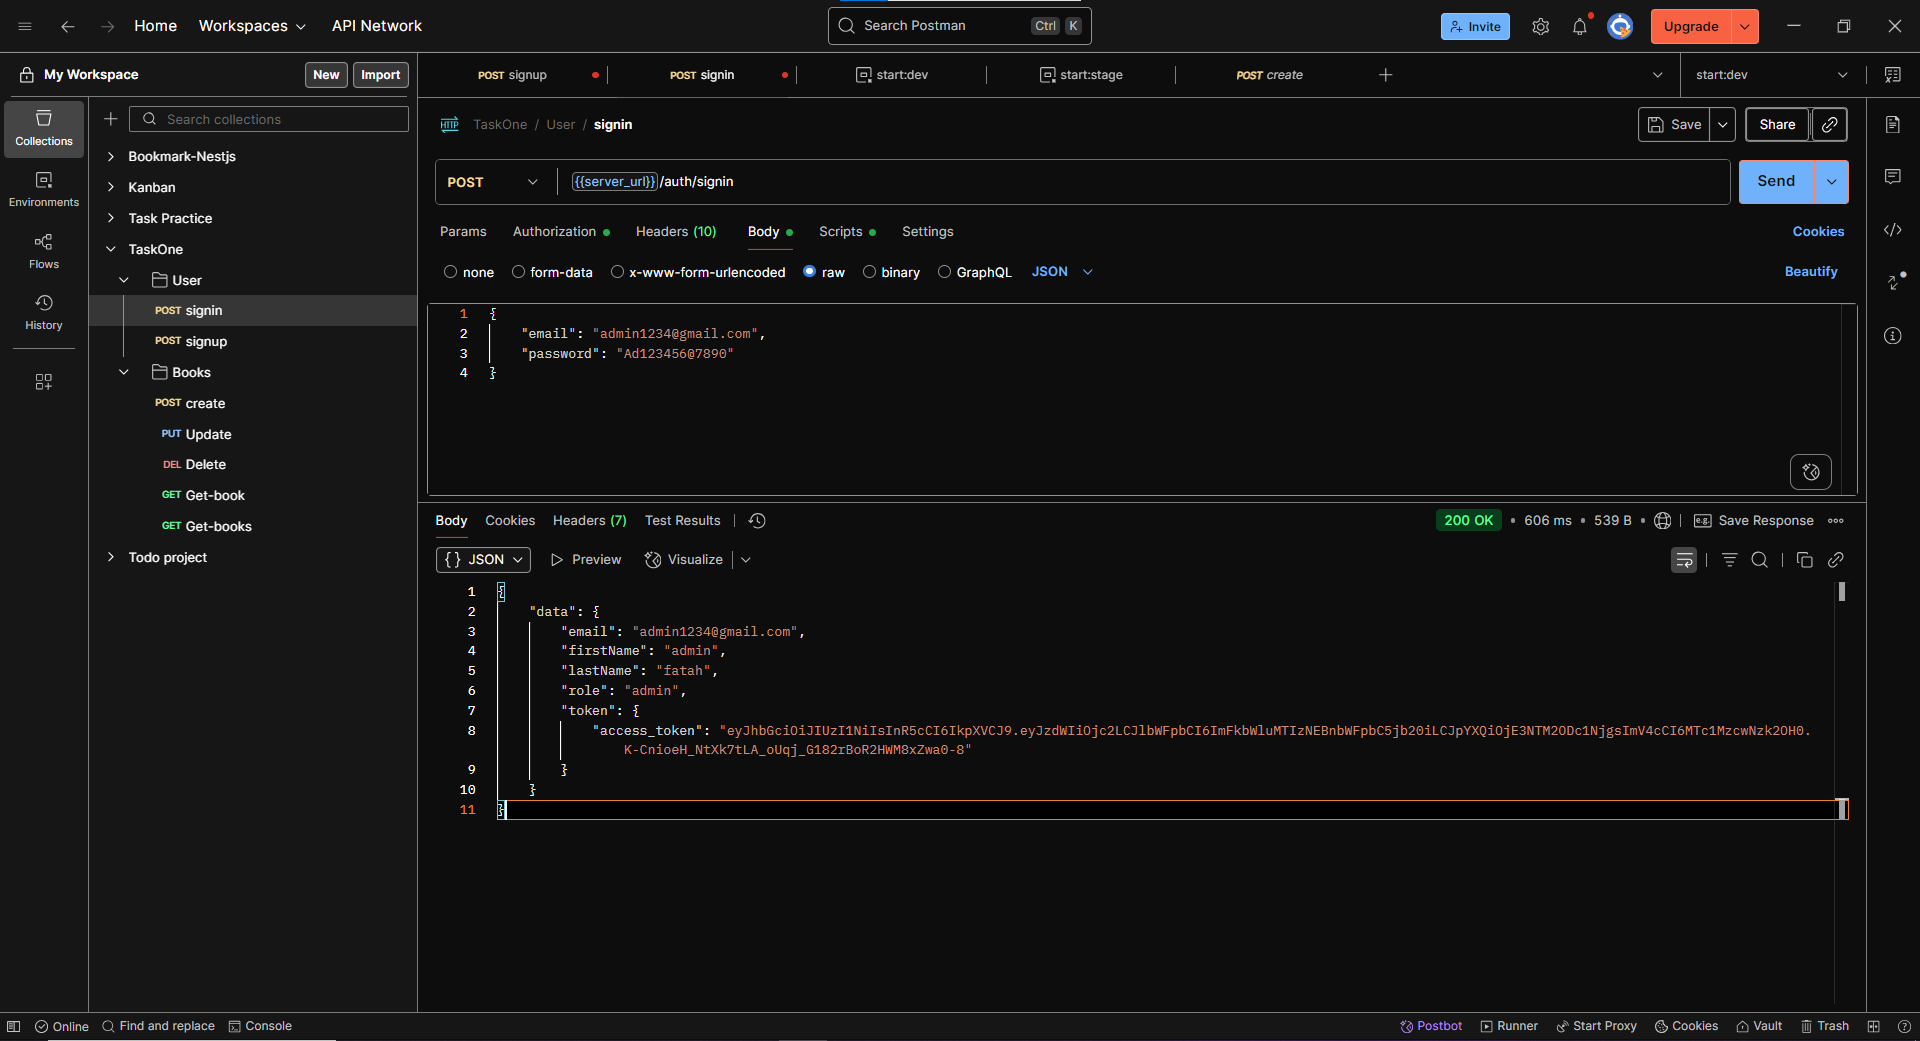 Home Workspaces API Network Search Postman Ctrl K Invite Upgrade
My Workspace New Import
POST signup POST signin start:dev start:stage POST create start:dev
Collections
Environments
Flows
History
Search collections
Bookmark-Nestjs
Kanban
Task Practice
TaskOne
User
POST signin
POST signup
Books
POST create
PUT Update
DEL Delete
GET Get-book
GET Get-books
Todo project
HTTP TaskOne / User / signin Save Share
POST {{server_url}}/auth/signin Send
Params Authorization Headers (10) Body Scripts Settings Cookies
none form-data x-www-form-urlencoded raw binary GraphQL JSON Beautify
1 {
2 "email": "admin1234@gmail.com",
3 "password": "Ad123456@7890"
4 }
Body Cookies Headers (7) Test Results 200 OK • 606 ms • 539 B • e.g. Save Response
{} JSON Preview Visualize
1 {
2 "data": {
3 "email": "admin1234@gmail.com",
4 "firstName": "admin",
5 "lastName": "fatah",
6 "role": "admin",
7 "token": {
8 "access_token": "eyJhbGciOiJIUzI1NiIsInR5cCI6IkpXVCJ9.eyJzdWIiOjc2LCJlbWFpbCI6ImFkbWluMTIzNEBnbWFpbC5jb20iLCJpYXQiOjE3NTM2ODc1NjgsImV4cCI6MTc1MzcwNzk2OH0.
K-CnioeH_NtXk7tLA_oUqj_G182rBoR2HWM8xZwa0-8"
9 }
10 }
11 }
Online Find and replace Console Postbot Runner Start Proxy Cookies Vault Trash